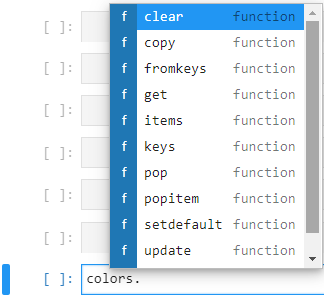 [ ]: f clear function
f copy function
[ ]: f fromkeys function
f get function
[ ]: f items function
[ ]: f keys function
f pop function
[ ]: f popitem function
f setdefault function
[ ]: f update function
[ ]: colors.